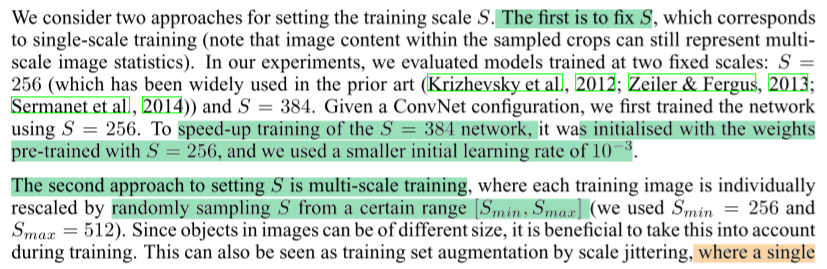 We consider two approaches for setting the training scale S. The first is to fix S, which corresponds
to single-scale training (note that image content within the sampled crops can still represent multi-
scale image statistics). In our experiments, we evaluated models trained at two fixed scales: S =
256 (which has been widely used in the prior art (Krizhevsky et al., 2012; Zeiler & Fergus, 2013;
Sermanet et al., 2014)) and S = 384. Given a ConvNet configuration, we first trained the network
using S = 256. To speed-up training of the S = 384 network, it was initialised with the weights
pre-trained with S = 256, and we used a smaller initial learning rate of 10⁻³.
The second approach to setting S is multi-scale training, where each training image is individually
rescaled by randomly sampling S from a certain range [Smin, Smax] (we used Smin = 256 and
Smax = 512). Since objects in images can be of different size, it is beneficial to take this into account
during training. This can also be seen as training set augmentation by scale jittering, where a single